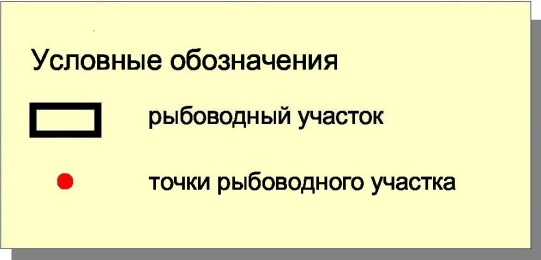 Условные обозначения
рыбоводный участок
точки рыбоводного участка